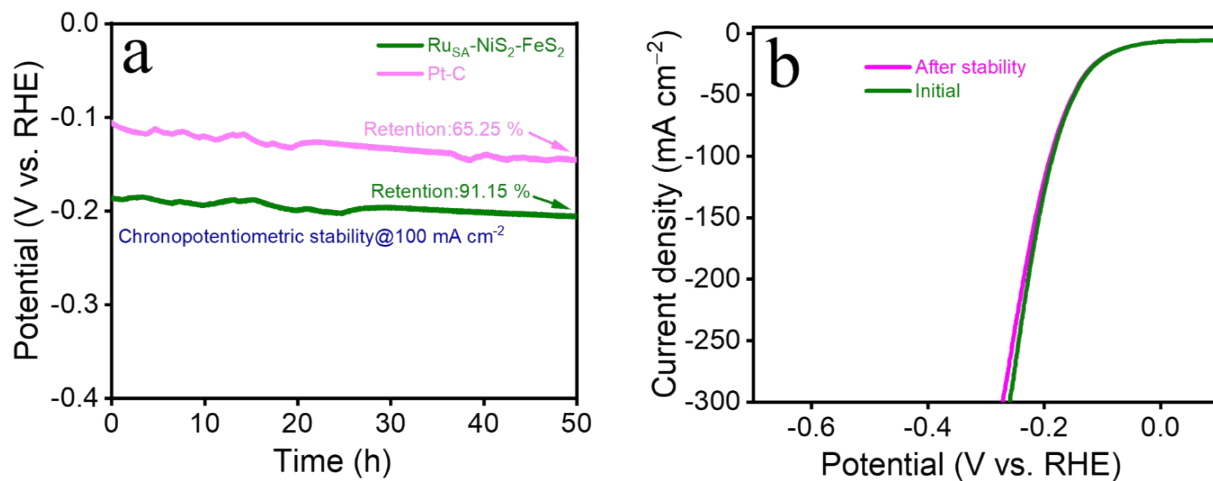 a
Ru_SA-NiS₂-FeS₂
Pt-C
Retention:65.25 %
Retention:91.15 %
Chronopotentiometric stability@100 mA cm⁻²
0.0
-0.1
-0.2
-0.3
-0.4
Potential (V vs. RHE)
0 10 20 30 40 50
Time (h)
b
After stability
Initial
0
-50
-100
-150
-200
-250
-300
Current density (mA cm⁻²)
-0.6 -0.4 -0.2 0.0
Potential (V vs. RHE)